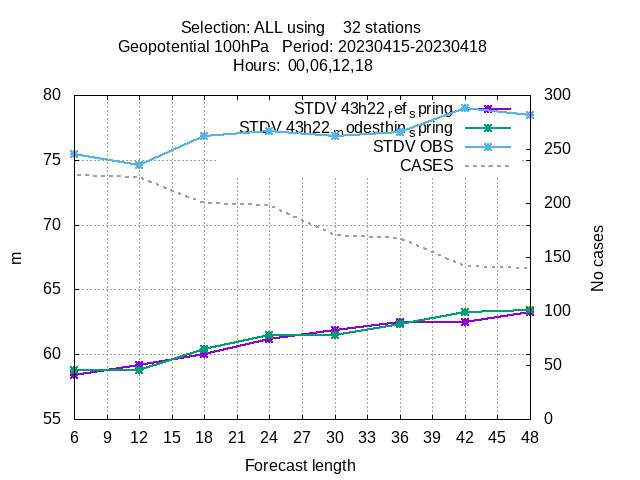 Selection: ALL using    32 stations
Geopotential 100hPa   Period: 20230415-20230418
Hours:  00,06,12,18
STDV 43h22_ref_spring
STDV 43h22_modesthin_spring
STDV OBS
CASES
80
75
70
65
60
55
m
300
250
200
150
100
50
0
No cases
6 9 12 15 18 21 24 27 30 33 36 39 42 45 48
Forecast length